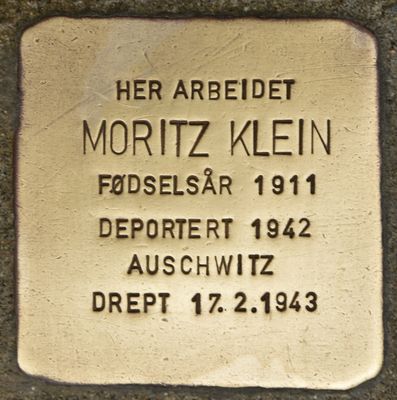 HER ARBEIDET
MORITZ KLEIN
FØDSELSÅR 1911
DEPORTERT 1942
AUSCHWITZ
DREPT 17.2.1943